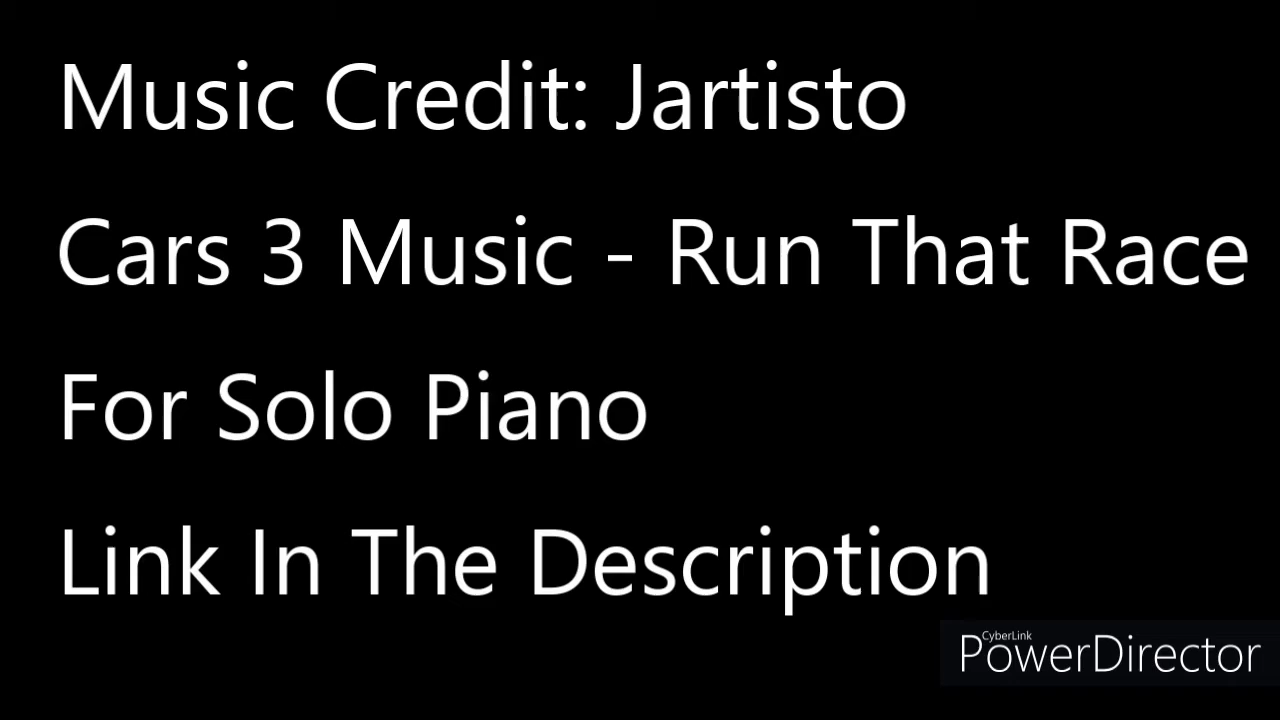 Music Credit: Jartisto
Cars 3 Music - Run That Race
For Solo Piano
Link In The Description
CyberLink
PowerDirector